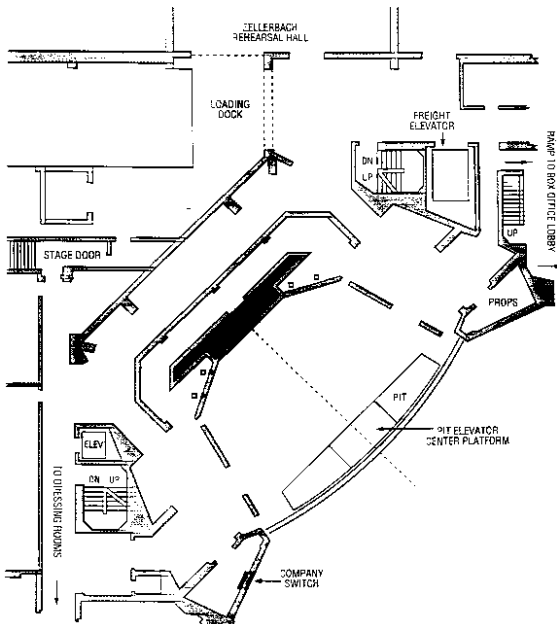 ZELLERBACH
REHEARSAL HALL
LOADING
DOCK
FREIGHT
ELEVATOR
DN
UP
RAMP TO BOX OFFICE LOBBY
UP
STAGE DOOR
PROPS
PIT
PIT ELEVATOR
CENTER PLATFORM
ELEV
DN UP
TO DRESSING ROOMS
COMPANY
SWITCH